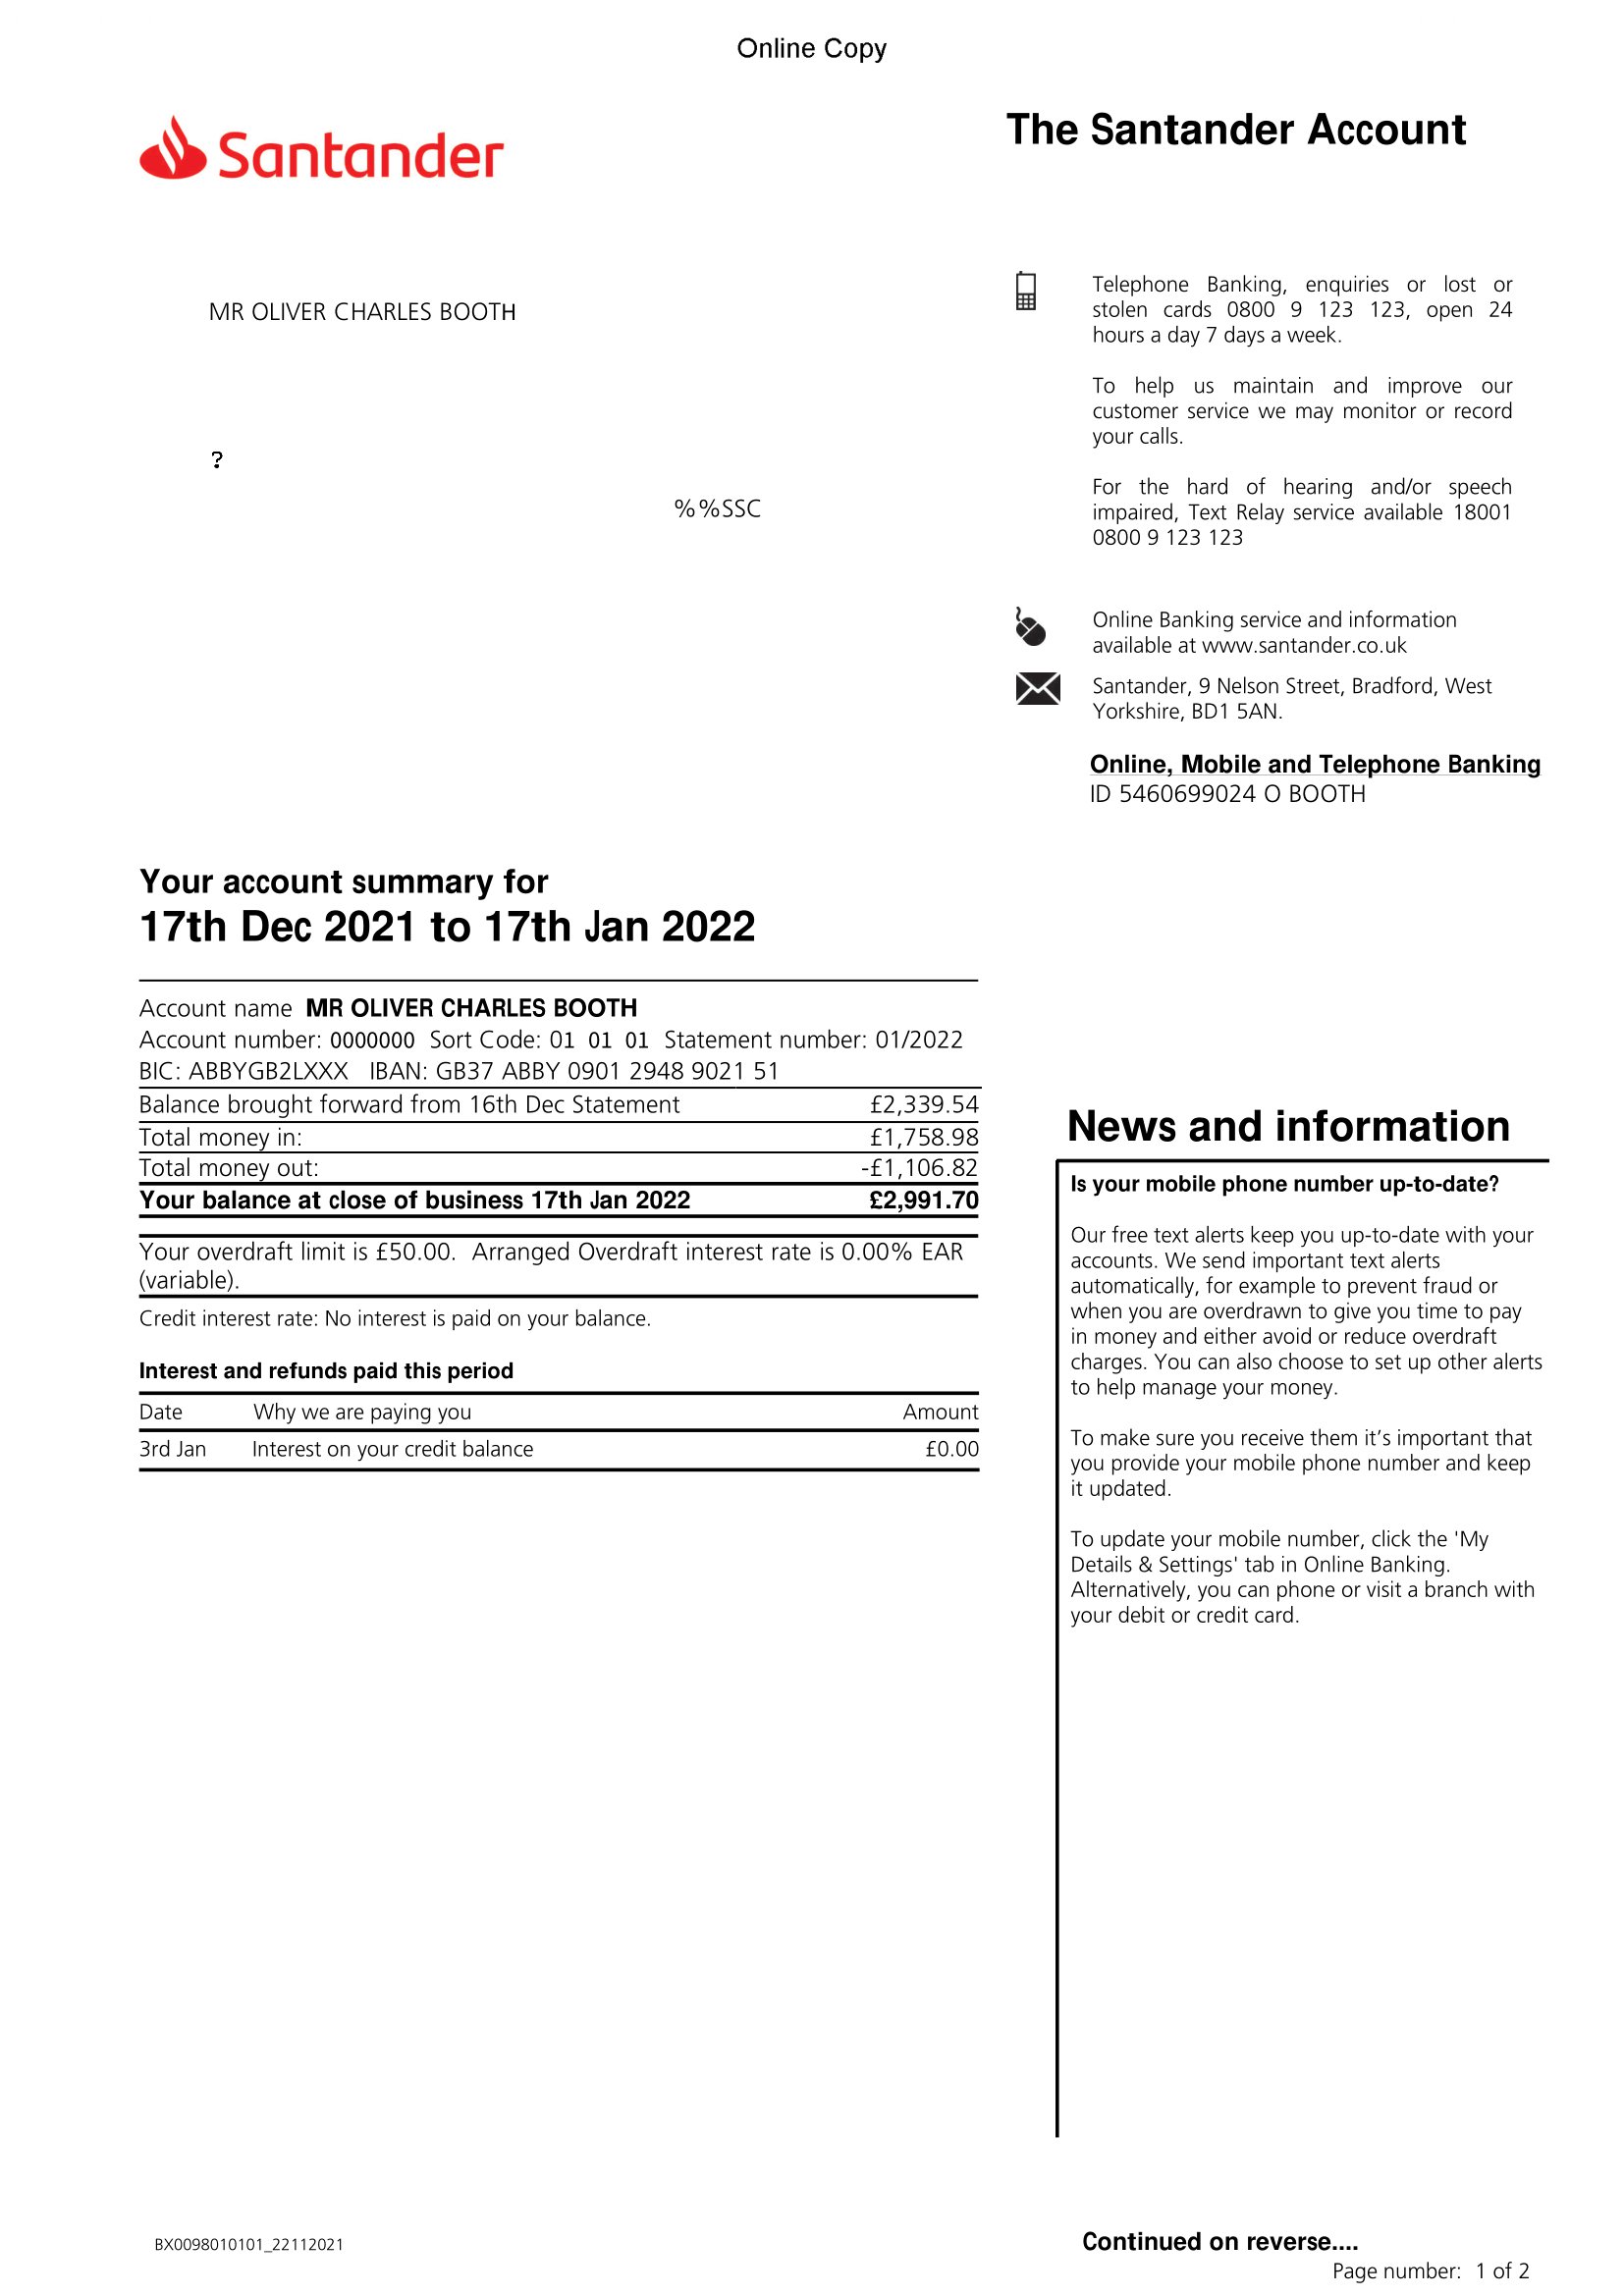 Online Copy
Santander
The Santander Account
MR OLIVER CHARLES BOOTH
?
%%SSC
Telephone Banking, enquiries or lost or
stolen cards 0800 9 123 123, open 24
hours a day 7 days a week.
To help us maintain and improve our
customer service we may monitor or record
your calls.
For the hard of hearing and/or speech
impaired, Text Relay service available 18001
0800 9 123 123
Online Banking service and information
available at www.santander.co.uk
Santander, 9 Nelson Street, Bradford, West
Yorkshire, BD1 5AN.
Online, Mobile and Telephone Banking
ID 5460699024 O BOOTH
Your account summary for
17th Dec 2021 to 17th Jan 2022
Account name MR OLIVER CHARLES BOOTH
Account number: 0000000 Sort Code: 01 01 01 Statement number: 01/2022
BIC: ABBYGB2LXXX IBAN: GB37 ABBY 0901 2948 9021 51
Balance brought forward from 16th Dec Statement £2,339.54
Total money in: £1,758.98
Total money out: -£1,106.82
Your balance at close of business 17th Jan 2022 £2,991.70
Your overdraft limit is £50.00. Arranged Overdraft interest rate is 0.00% EAR
(variable).
Credit interest rate: No interest is paid on your balance.
Interest and refunds paid this period
Date Why we are paying you Amount
3rd Jan Interest on your credit balance £0.00
News and information
Is your mobile phone number up-to-date?
Our free text alerts keep you up-to-date with your
accounts. We send important text alerts
automatically, for example to prevent fraud or
when you are overdrawn to give you time to pay
in money and either avoid or reduce overdraft
charges. You can also choose to set up other alerts
to help manage your money.
To make sure you receive them it’s important that
you provide your mobile phone number and keep
it updated.
To update your mobile number, click the 'My
Details & Settings' tab in Online Banking.
Alternatively, you can phone or visit a branch with
your debit or credit card.
BX0098010101_22112021
Continued on reverse....
Page number: 1 of 2